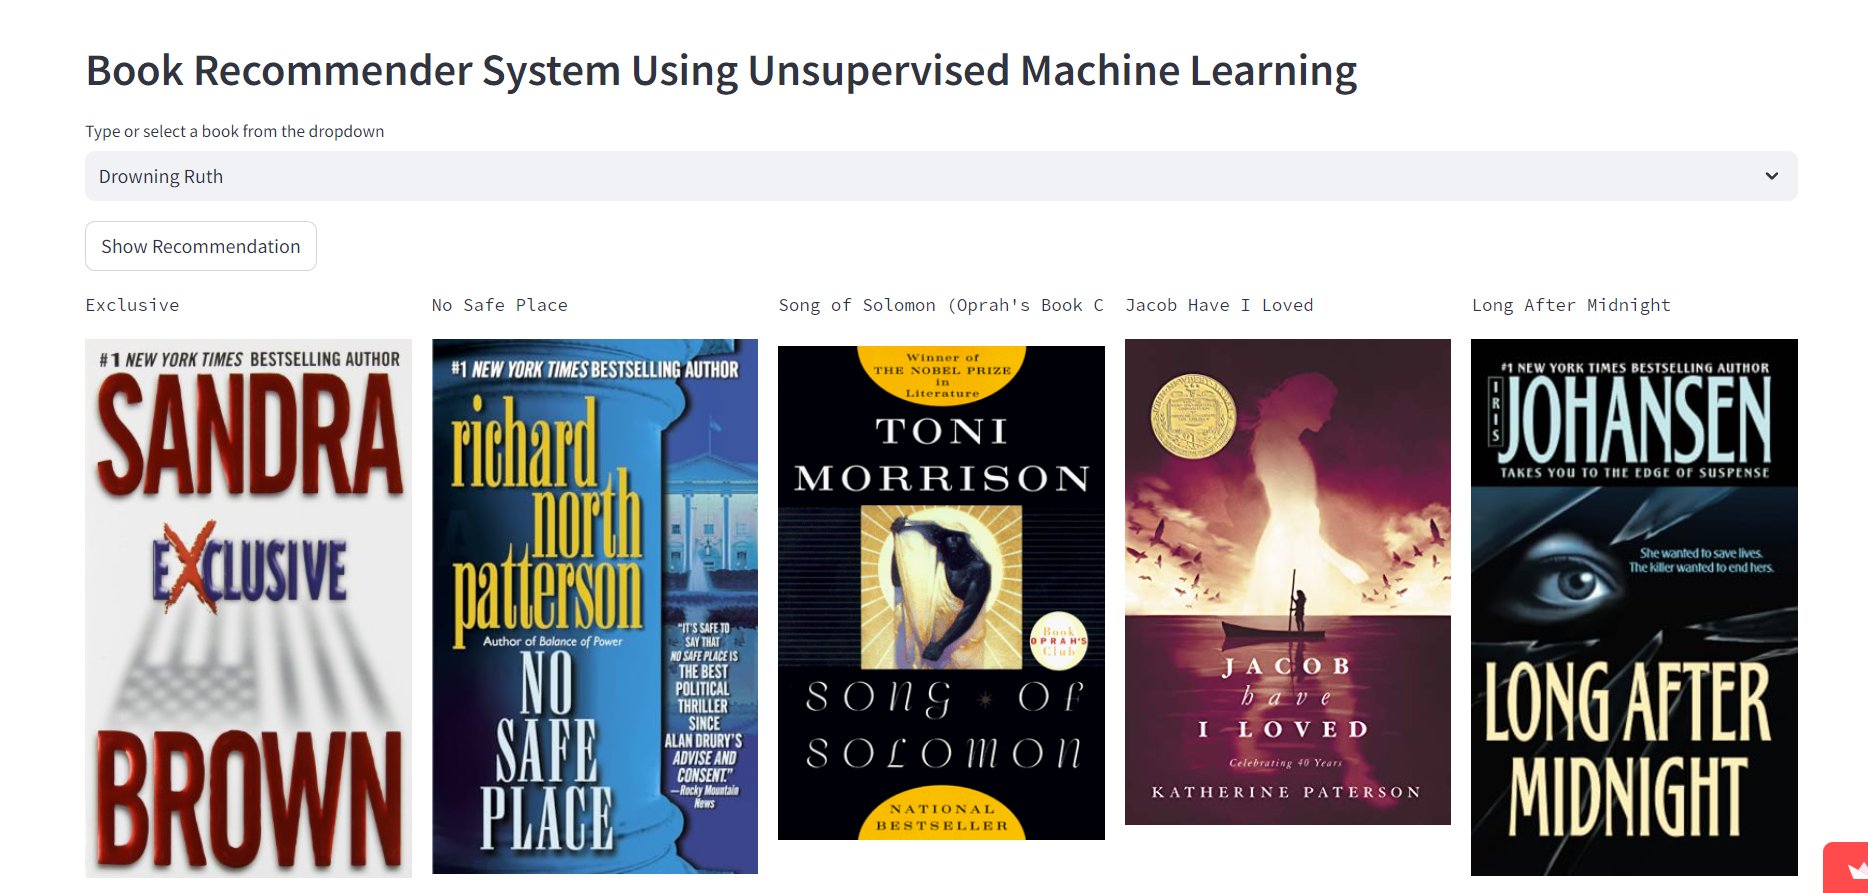 Book Recommender System Using Unsupervised Machine Learning
Type or select a book from the dropdown
Drowning Ruth
Show Recommendation
Exclusive
#1 NEW YORK TIMES BESTSELLING AUTHOR
SANDRA
EXCLUSIVE
BROWN
No Safe Place
#1 NEW YORK TIMES BESTSELLING AUTHOR
richard
north
patterson
Author of Balance of Power
NO
SAFE
PLACE
"IT'S SAFE TO
SAY THAT
NO SAFE PLACE IS
THE BEST
POLITICAL
THRILLER
SINCE
ALAN DRURY'S
ADVISE AND
CONSENT."
—Rocky Mountain
News
Song of Solomon (Oprah's Book C
Winner of
THE NOBEL PRIZE
in
Literature
TONI
MORRISON
Book
OPRAH'S
Club
SONG * OF
SOLOMON
NATIONAL
BESTSELLER
Jacob Have I Loved
JACOB
have
I LOVED
Celebrating 40 Years
KATHERINE PATERSON
Long After Midnight
#1 NEW YORK TIMES BESTSELLING AUTHOR
IRIS
JOHANSEN
TAKES YOU TO THE EDGE OF SUSPENSE
She wanted to save lives.
The killer wanted to end hers.
LONG AFTER
MIDNIGHT